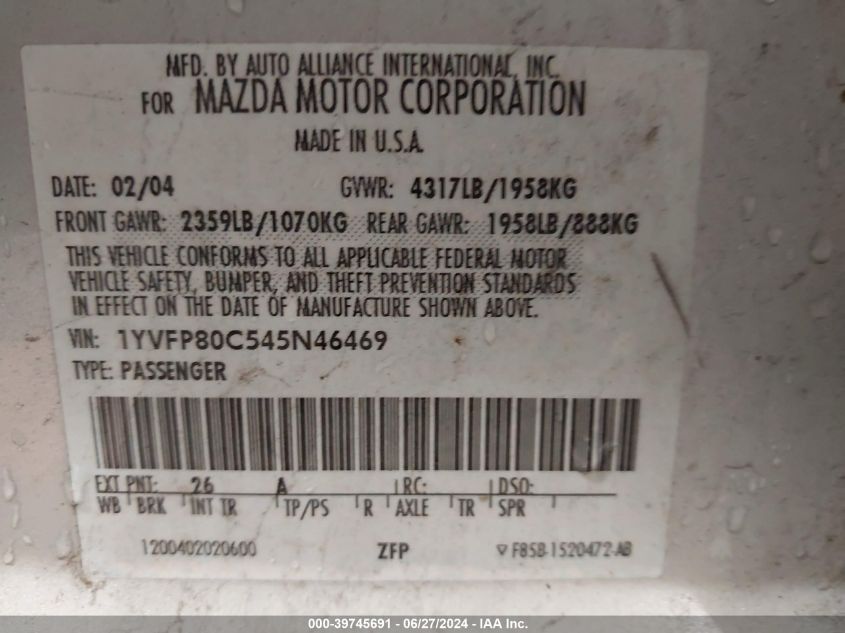 MFD. BY AUTO ALLIANCE INTERNATIONAL, INC.
FOR MAZDA MOTOR CORPORATION
MADE IN U.S.A.
DATE: 02/04 GVWR: 4317LB/1958KG
FRONT GAWR: 2359LB/1070KG REAR GAWR: 1958LB/888KG
THIS VEHICLE CONFORMS TO ALL APPLICABLE FEDERAL MOTOR
VEHICLE SAFETY, BUMPER, AND THEFT PREVENTION STANDARDS
IN EFFECT ON THE DATE OF MANUFACTURE SHOWN ABOVE.
VIN: 1YVFP80C545N46469
TYPE: PASSENGER
EXT PNT: 26 A RC: DSO:
WB BRK INT TR TP/PS R AXLE TR SPR
1200402020600 ZFP F85B-1520472-AB
000-39745691 - 06/27/2024 - IAA Inc.